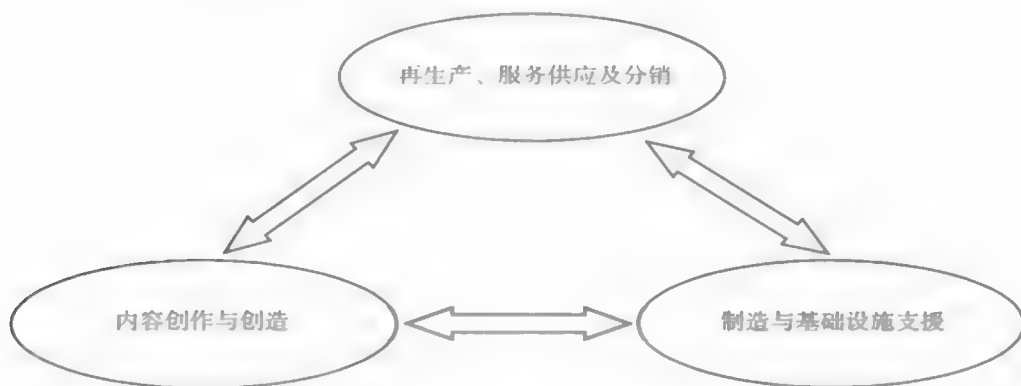 再生产、服务供应及分销
内容创作与创造
制造与基础设施支援